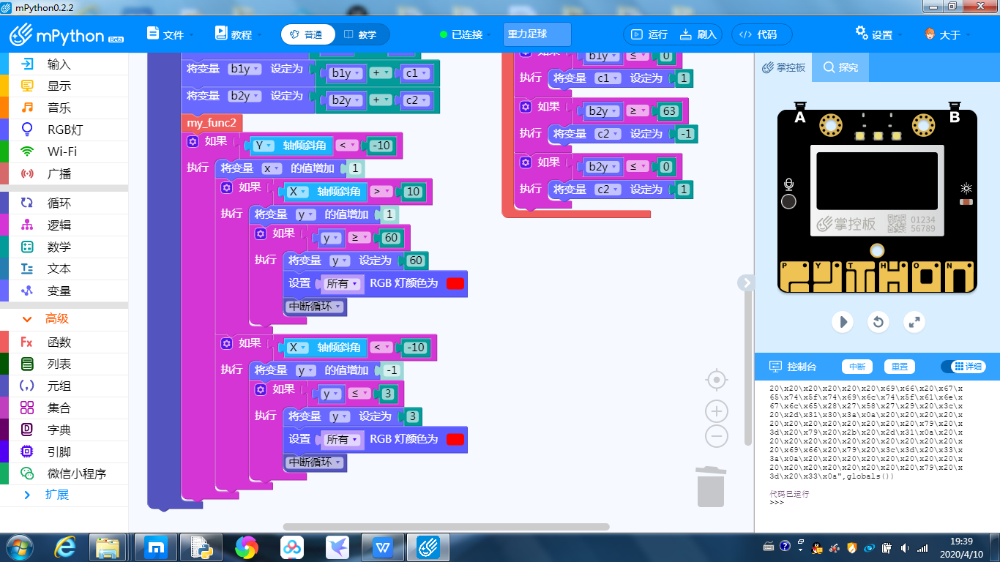 mPython0.2.2
mPython Beta
文件
教程
普通
教学
已连接
重力足球
运行
刷入
代码
设置
大于
输入
显示
音乐
RGB灯
Wi-Fi
广播
循环
逻辑
数学
文本
变量
高级
函数
列表
元组
集合
字典
引脚
微信小程序
扩展
将变量 b1y 设定为 b1y + c1
将变量 b2y 设定为 b2y + c2
my_func2
如果 Y 轴倾斜角 < -10
执行 将变量 x 的值增加 1
如果 X 轴倾斜角 > 10
执行 将变量 y 的值增加 1
如果 y ≥ 60
执行 将变量 y 设定为 60
设置 所有 RGB 灯颜色为
中断循环
如果 X 轴倾斜角 < -10
执行 将变量 y 的值增加 -1
如果 y ≤ 3
执行 将变量 y 设定为 3
设置 所有 RGB 灯颜色为
中断循环
如果 b1y ≤ 0
执行 将变量 c1 设定为 1
如果 b2y ≥ 63
执行 将变量 c2 设定为 -1
如果 b2y ≤ 0
执行 将变量 c2 设定为 1
掌控板
探究
A B
掌控板
01234
56789
P Y T H O N
控制台
中断
重置
详细
20\x20\x20\x20\x20\x69\x66\x20\x67\x
65\x74\x5f\x74\x69\x6c\x74\x5f\x61\x6e\x
67\x6c\x65\x28\x27\x58\x27\x29\x20\x3c\x
20\x2d\x31\x30\x3a\x0a\x20\x20\x20\x20\x
20\x20\x20\x20\x20\x20\x20\x20\x79\x20\x
3d\x20\x79\x20\x2b\x20\x2d\x31\x0a\x20\x
20\x20\x20\x20\x20\x20\x20\x20\x20\x20\x
20\x69\x66\x20\x79\x20\x3c\x3d\x20\x33\x
3a\x0a\x20\x20\x20\x20\x20\x20\x20\x20\x
20\x20\x20\x20\x20\x20\x20\x20\x79\x20\x
3d\x20\x33\x0a",globals())
代码已运行
>>>
19:39
2020/4/10